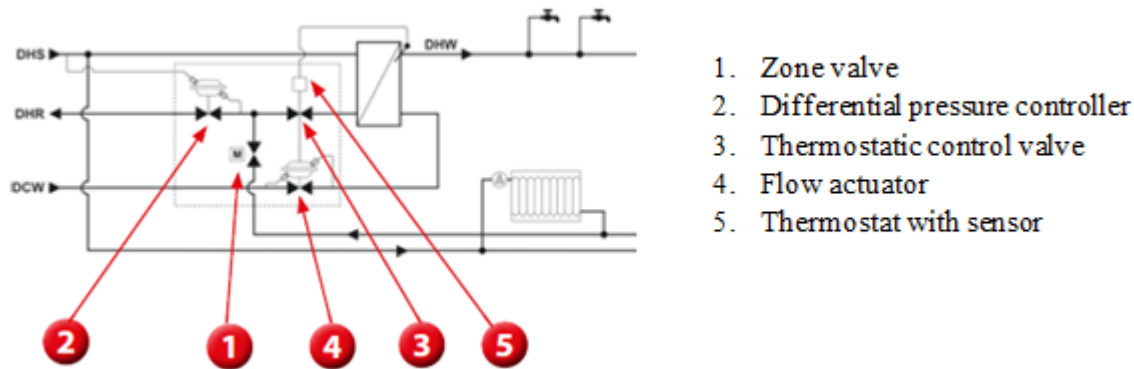 DHS
DHW
DHR
M
DCW
2
1
4
3
5
1. Zone valve
2. Differential pressure controller
3. Thermostatic control valve
4. Flow actuator
5. Thermostat with sensor